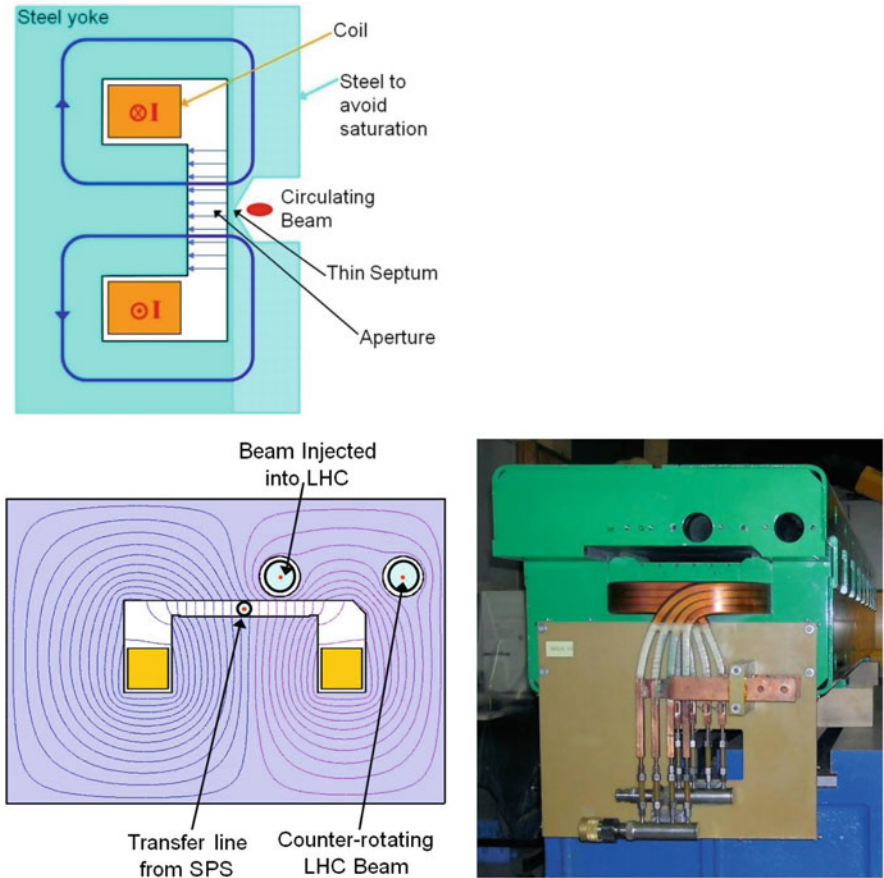 Steel yoke
Coil
Steel to
avoid
saturation
⊗I
Circulating
Beam
Thin Septum
⊙I
Aperture
Beam Injected
into LHC
Transfer line
from SPS
Counter-rotating
LHC Beam